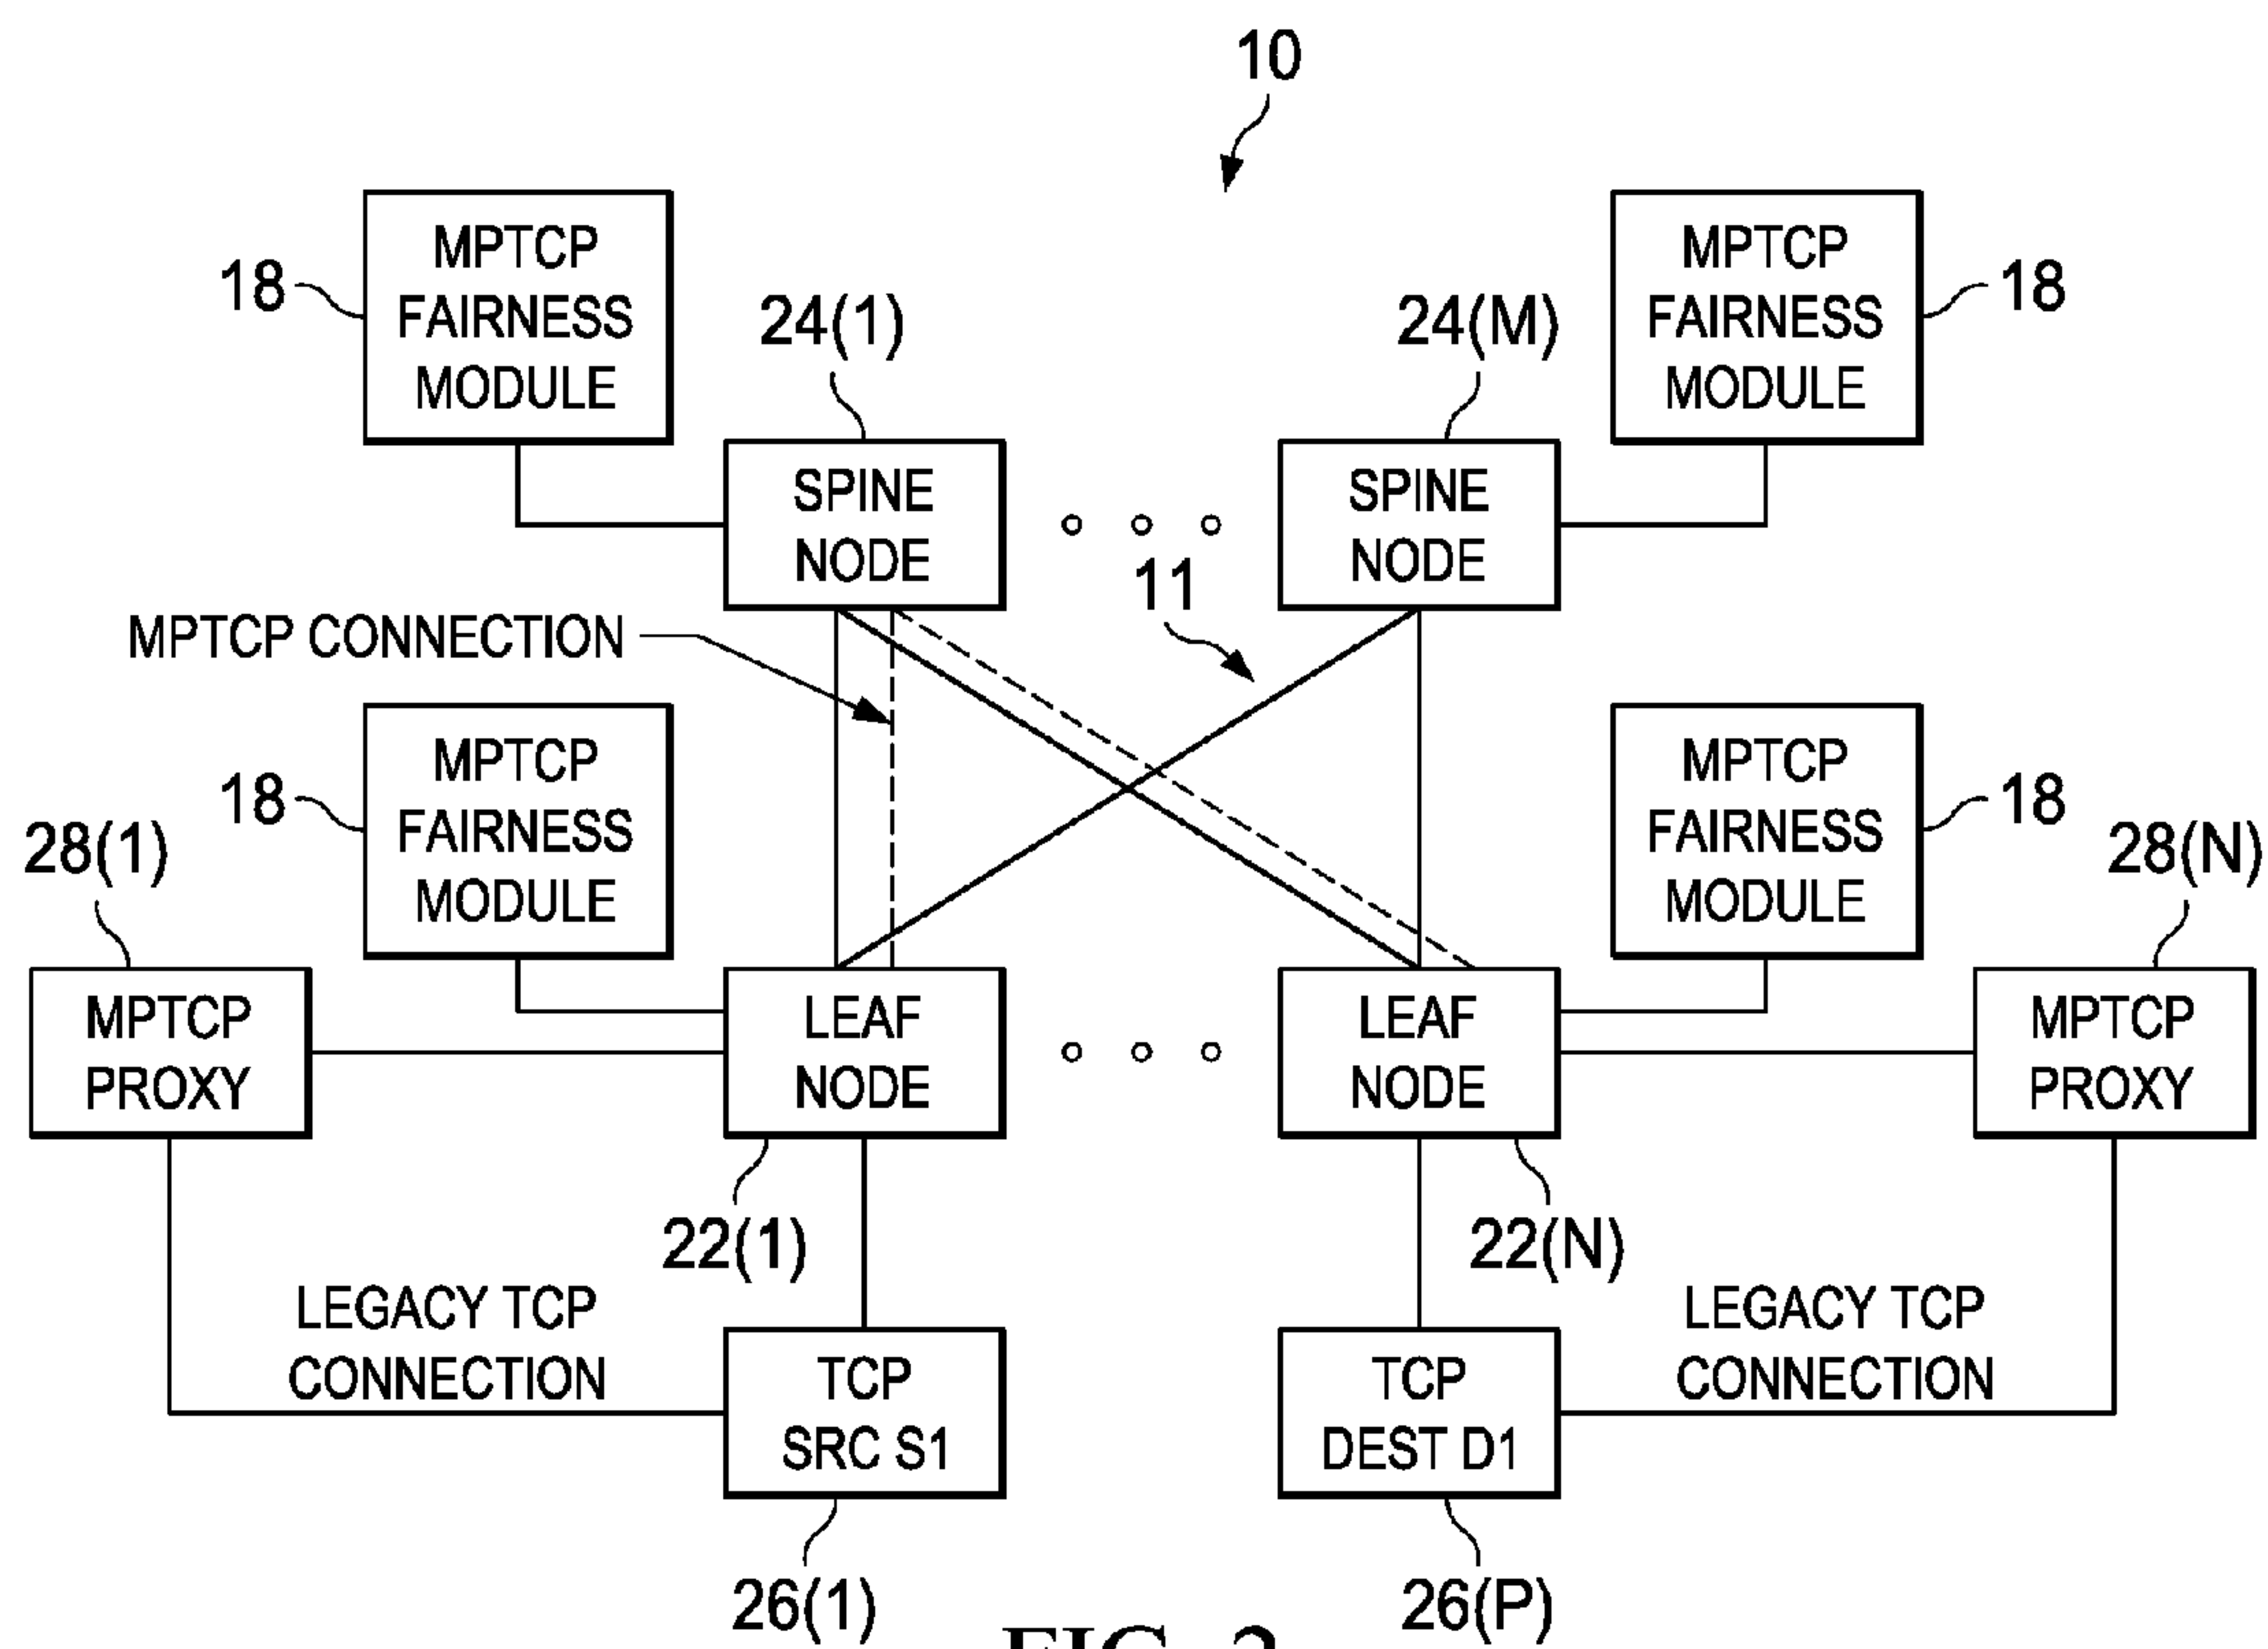 10
MPTCP
FAIRNESS
MODULE
18
24(1)
24(M)
MPTCP
FAIRNESS
MODULE
18
SPINE
NODE
SPINE
NODE
11
MPTCP CONNECTION
MPTCP
FAIRNESS
MODULE
18
MPTCP
FAIRNESS
MODULE
18
28(1)
28(N)
MPTCP
PROXY
LEAF
NODE
LEAF
NODE
MPTCP
PROXY
22(1)
22(N)
LEGACY TCP
CONNECTION
TCP
SRC S1
TCP
DEST D1
LEGACY TCP
CONNECTION
26(1)
26(P)